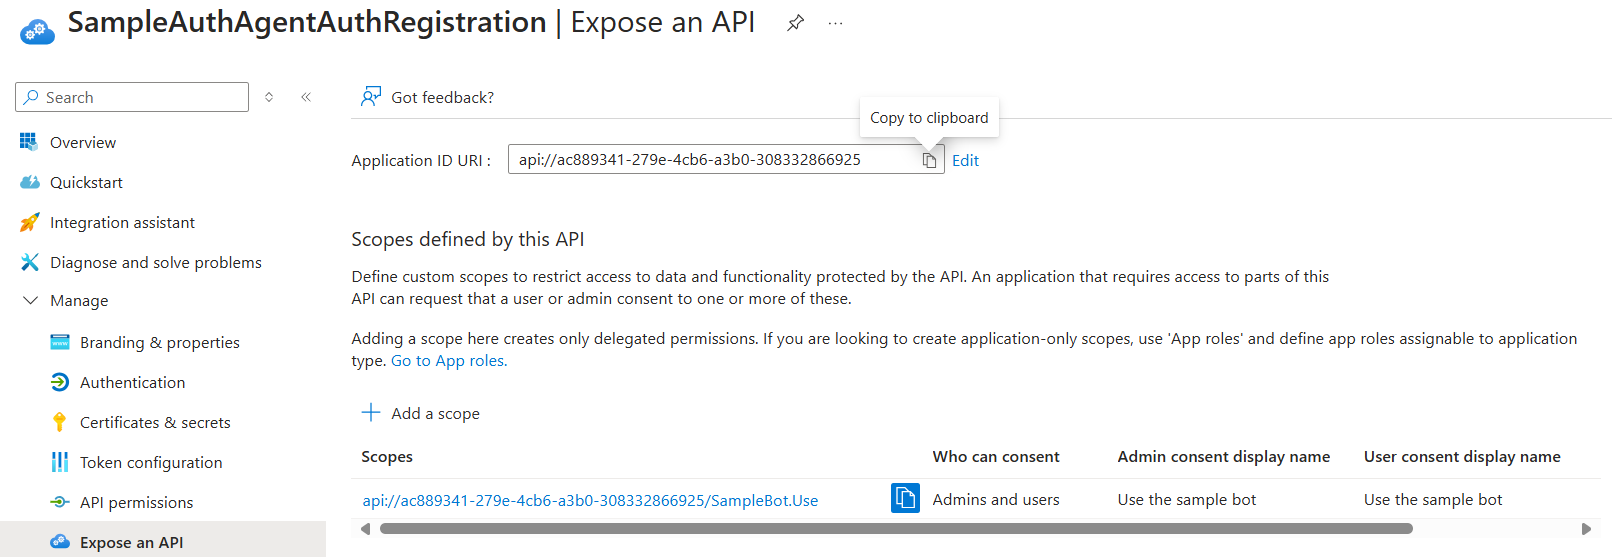 SampleAuthAgentAuthRegistration | Expose an API
Search
Got feedback?
Copy to clipboard
Overview
Application ID URI : api://ac889341-279e-4cb6-a3b0-308332866925 Edit
Quickstart
Integration assistant
Scopes defined by this API
Diagnose and solve problems
Define custom scopes to restrict access to data and functionality protected by the API. An application that requires access to parts of this
API can request that a user or admin consent to one or more of these.
Manage
Branding & properties
Adding a scope here creates only delegated permissions. If you are looking to create application-only scopes, use 'App roles' and define app roles assignable to application
type. Go to App roles.
Authentication
Add a scope
Certificates & secrets
Token configuration
Scopes Who can consent Admin consent display name User consent display name
API permissions
api://ac889341-279e-4cb6-a3b0-308332866925/SampleBot.Use Admins and users Use the sample bot Use the sample bot
Expose an API